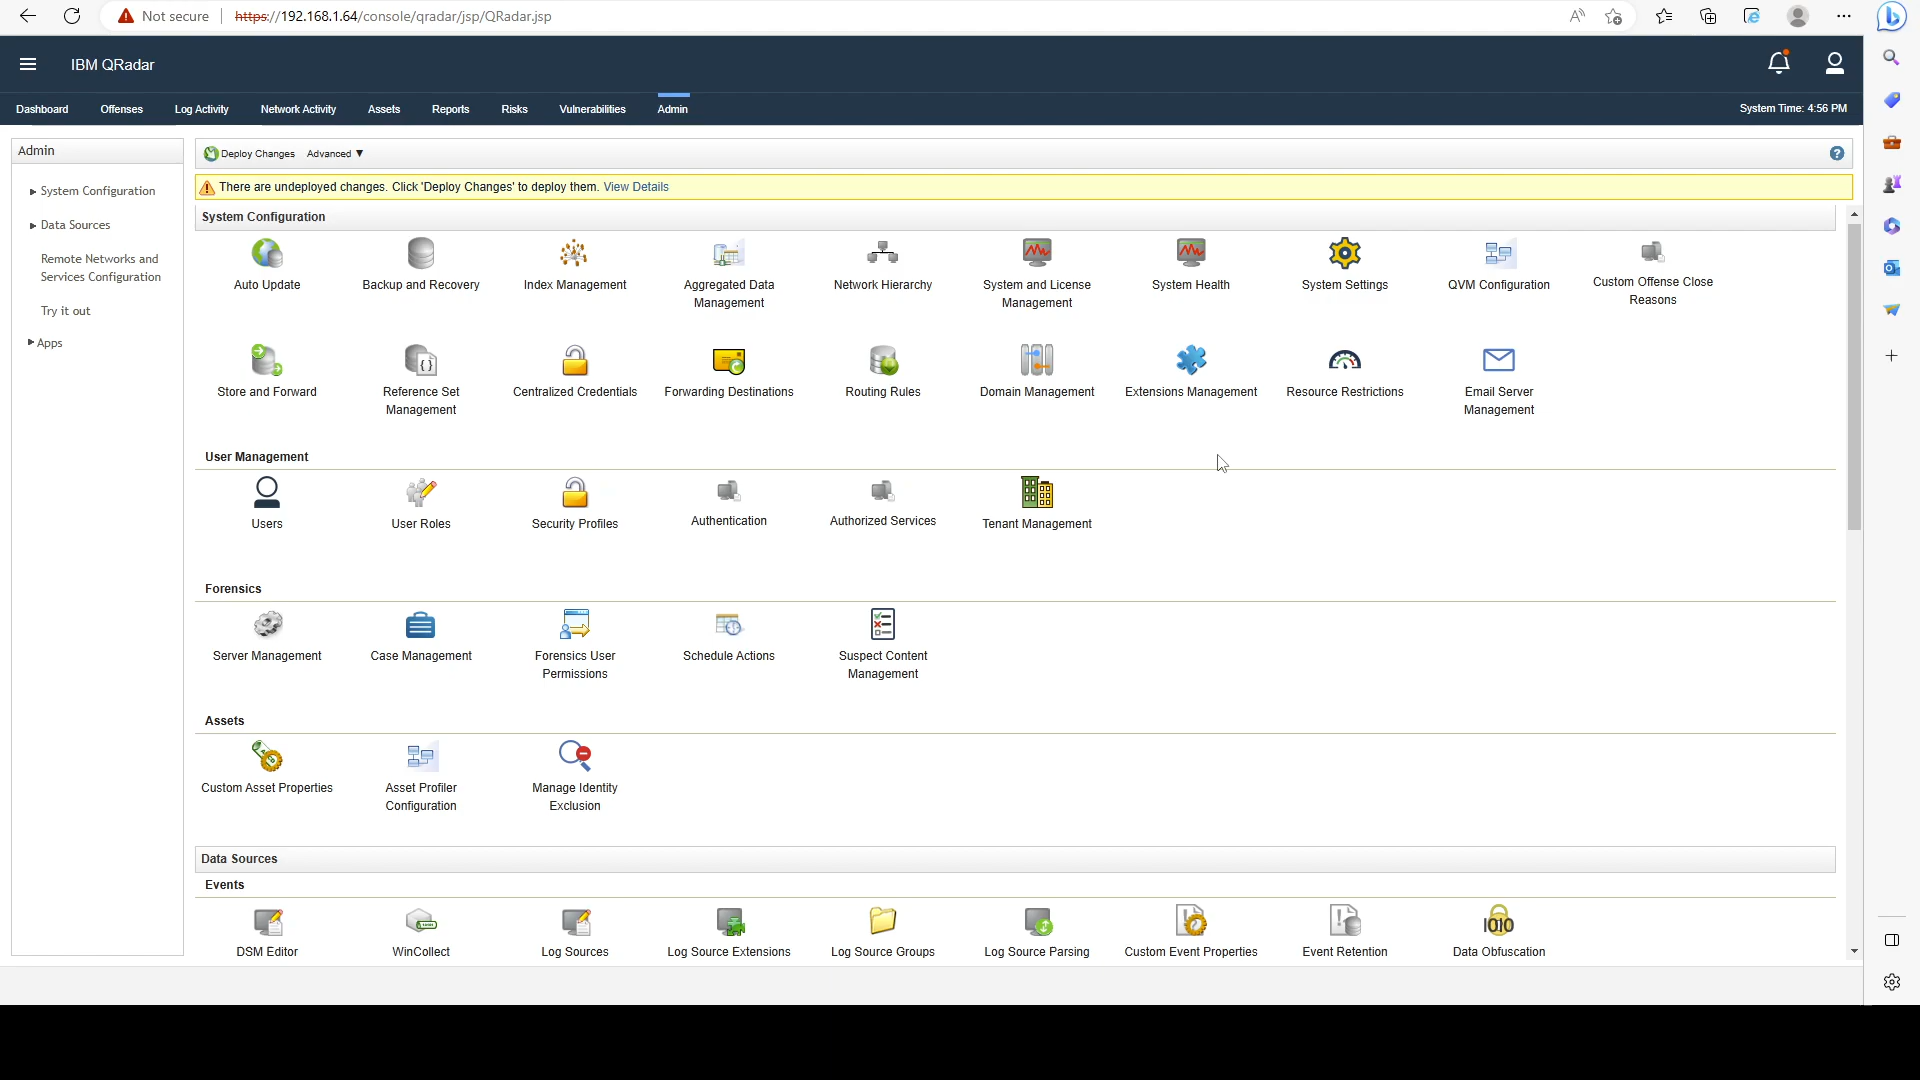 Not secure
https://192.168.1.64/console/qradar/jsp/QRadar.jsp
IBM QRadar
Dashboard Offenses Log Activity Network Activity Assets Reports Risks Vulnerabilities Admin
System Time: 4:56 PM
Admin
System Configuration
Data Sources
Remote Networks and
Services Configuration
Try it out
Apps
Deploy Changes Advanced ▼
There are undeployed changes. Click 'Deploy Changes' to deploy them. View Details
System Configuration
Auto Update
Backup and Recovery
Index Management
Aggregated Data
Management
Network Hierarchy
System and License
Management
System Health
System Settings
QVM Configuration
Custom Offense Close
Reasons
Store and Forward
Reference Set
Management
Centralized Credentials
Forwarding Destinations
Routing Rules
Domain Management
Extensions Management
Resource Restrictions
Email Server
Management
User Management
Users
User Roles
Security Profiles
Authentication
Authorized Services
Tenant Management
Forensics
Server Management
Case Management
Forensics User
Permissions
Schedule Actions
Suspect Content
Management
Assets
Custom Asset Properties
Asset Profiler
Configuration
Manage Identity
Exclusion
Data Sources
Events
DSM Editor
WinCollect
Log Sources
Log Source Extensions
Log Source Groups
Log Source Parsing
Custom Event Properties
Event Retention
Data Obfuscation